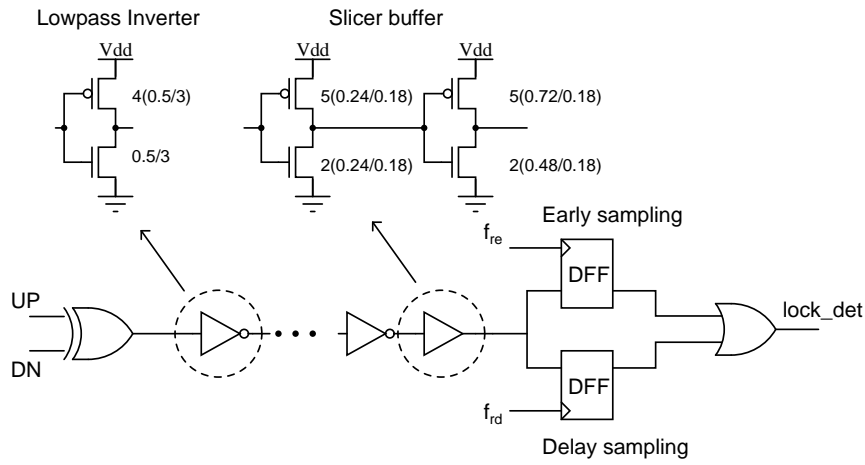 Lowpass Inverter
Slicer buffer
Vdd
Vdd
Vdd
4(0.5/3)
5(0.24/0.18)
5(0.72/0.18)
0.5/3
2(0.24/0.18)
2(0.48/0.18)
Early sampling
fre
DFF
UP
DN
lock_det
DFF
frd
Delay sampling